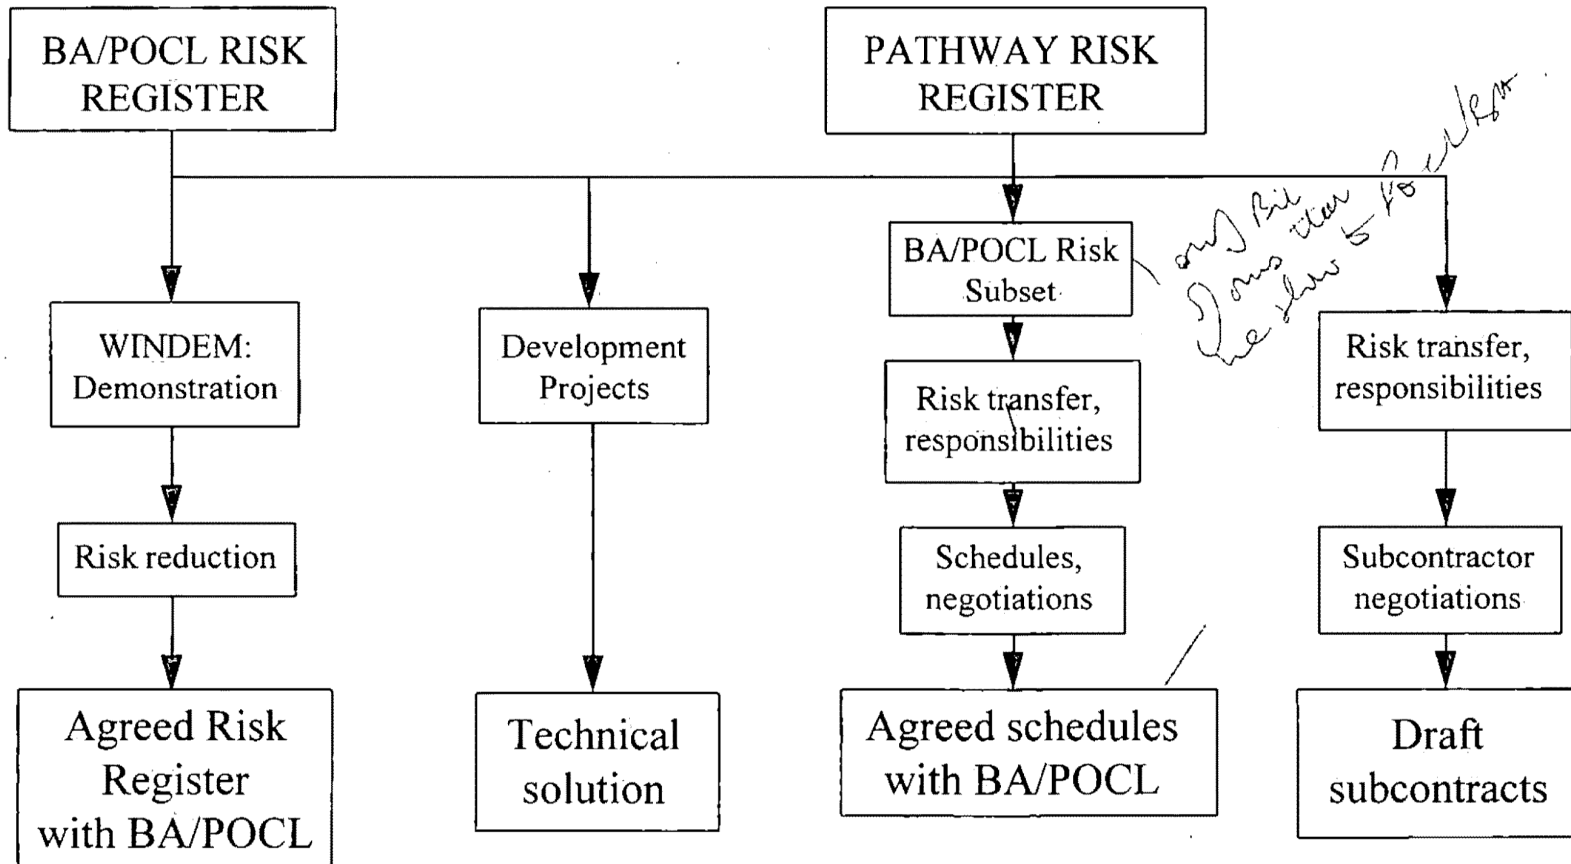 BA/POCL RISK
REGISTER
PATHWAY RISK
REGISTER
WINDEM:
Demonstration
Development
Projects
BA/POCL Risk
Subset
Risk transfer,
responsibilities
Risk transfer,
responsibilities
Risk reduction
Schedules,
negotiations
Subcontractor
negotiations
Agreed Risk
Register
with BA/POCL
Technical
solution
Agreed schedules
with BA/POCL
Draft
subcontracts